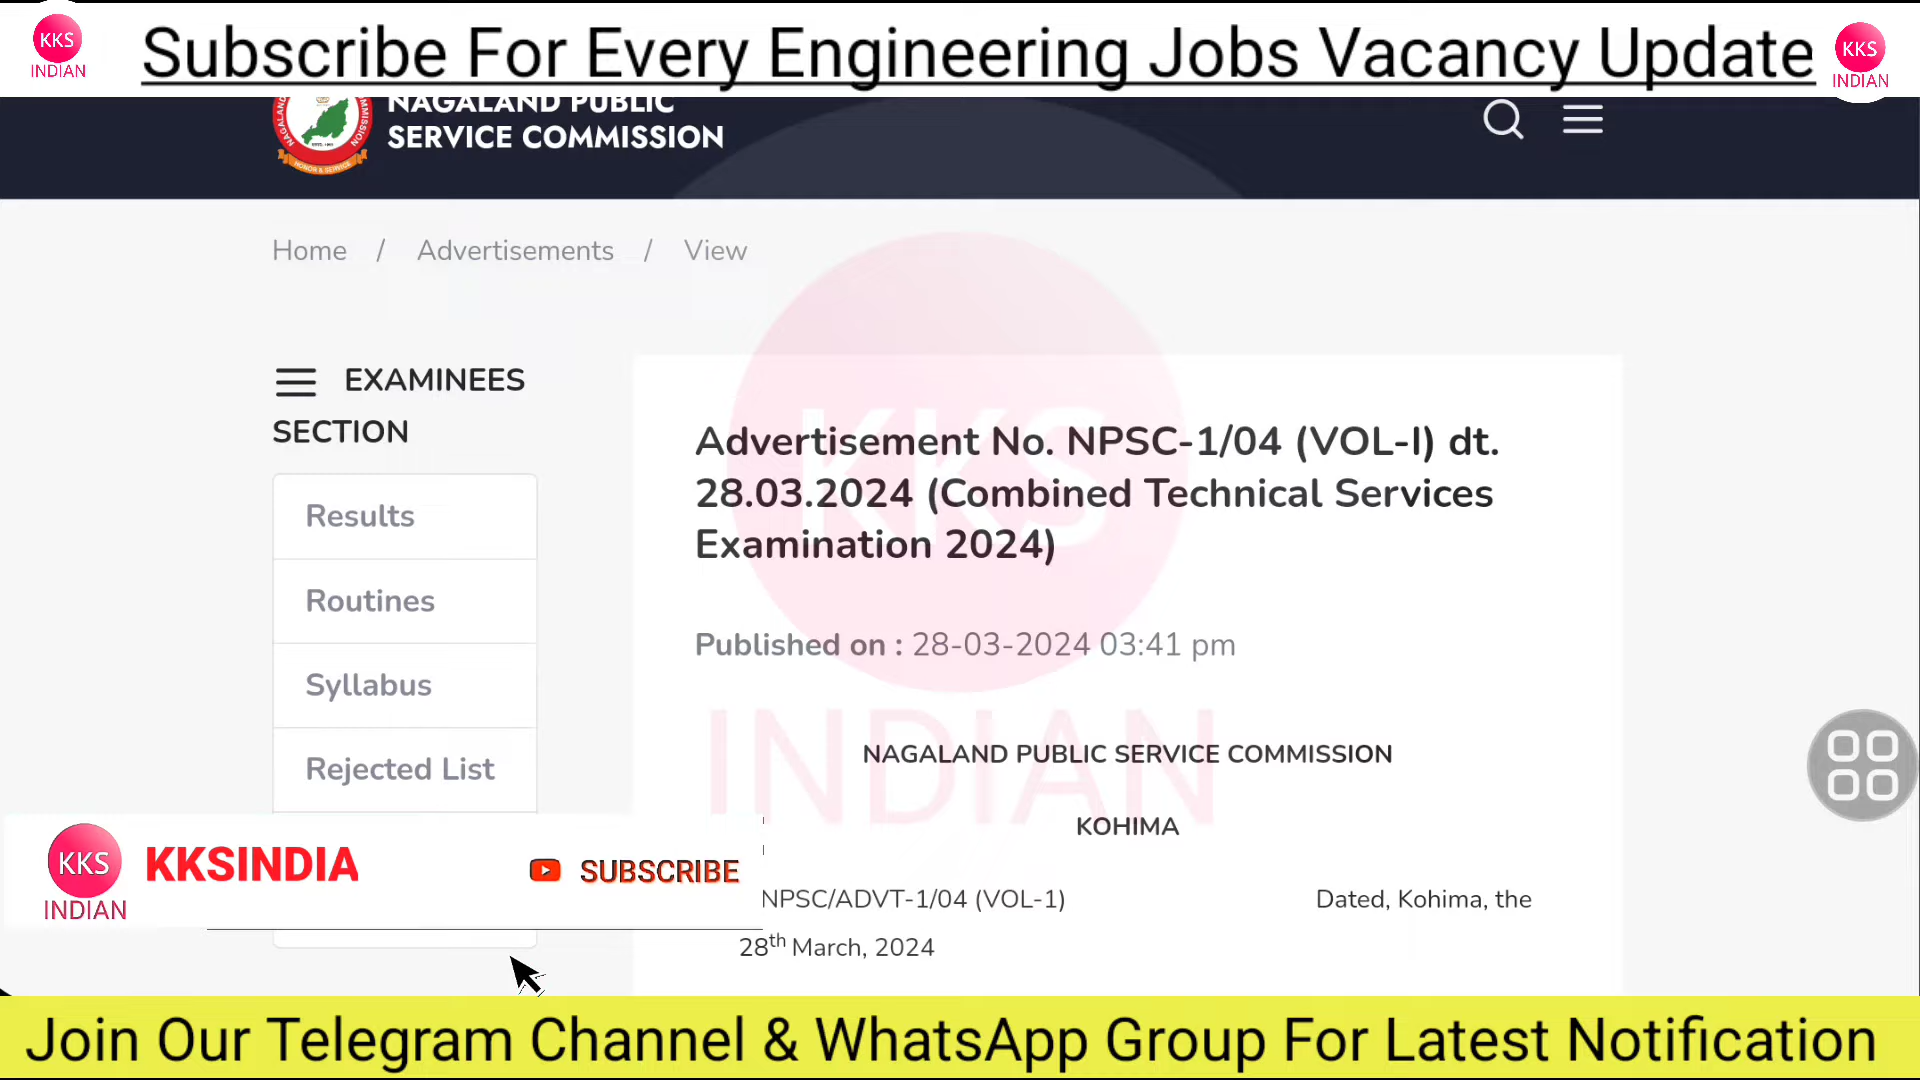 Subscribe For Every Engineering Jobs Vacancy Update
KKS
INDIAN
KKS
INDIAN
NAGALAND PUBLIC
SERVICE COMMISSION
Home / Advertisements / View
EXAMINEES
SECTION
Results
Routines
Syllabus
Rejected List
Advertisement No. NPSC-1/04 (VOL-I) dt.
28.03.2024 (Combined Technical Services
Examination 2024)
Published on : 28-03-2024 03:41 pm
NAGALAND PUBLIC SERVICE COMMISSION
KOHIMA
NPSC/ADVT-1/04 (VOL-1) Dated, Kohima, the
28th March, 2024
KKS
INDIAN
KKS
INDIAN
KKSINDIA
SUBSCRIBE
Join Our Telegram Channel & WhatsApp Group For Latest Notification